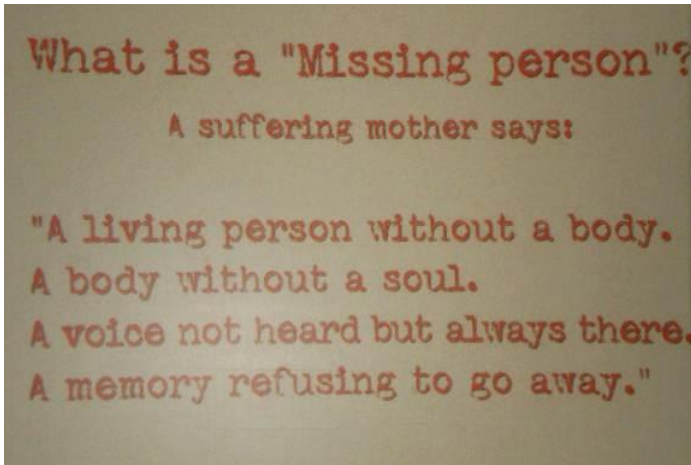 What is a "Missing person"?
A suffering mother says:
"A living person without a body.
A body without a soul.
A voice not heard but always there.
A memory refusing to go away."